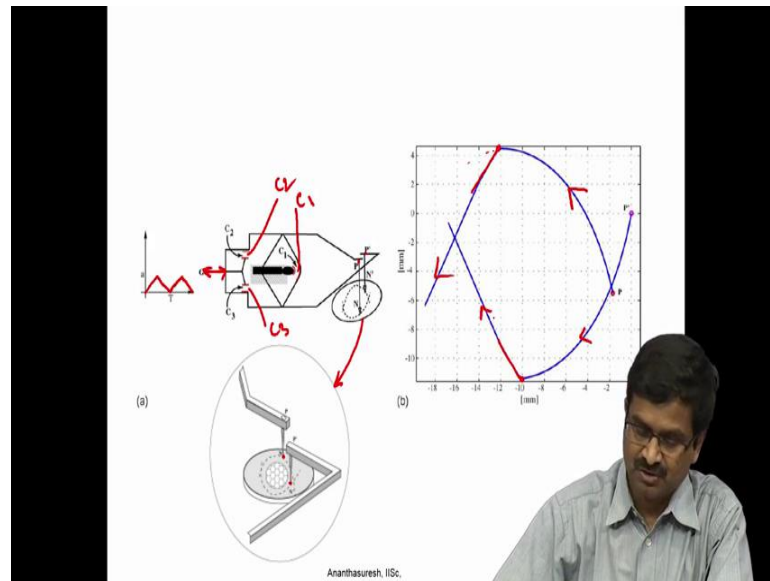 C2
C1
C₂
C₁
P'
P
C₃
N'
N
C3
T
(a)
P
P'
4
2
0
-2
-4
-6
-8
-10
[mm]
P'
P
-18
-16
-14
-12
-10
-8
-6
-4
-2
[mm]
(b)
Ananthasuresh, IISc,